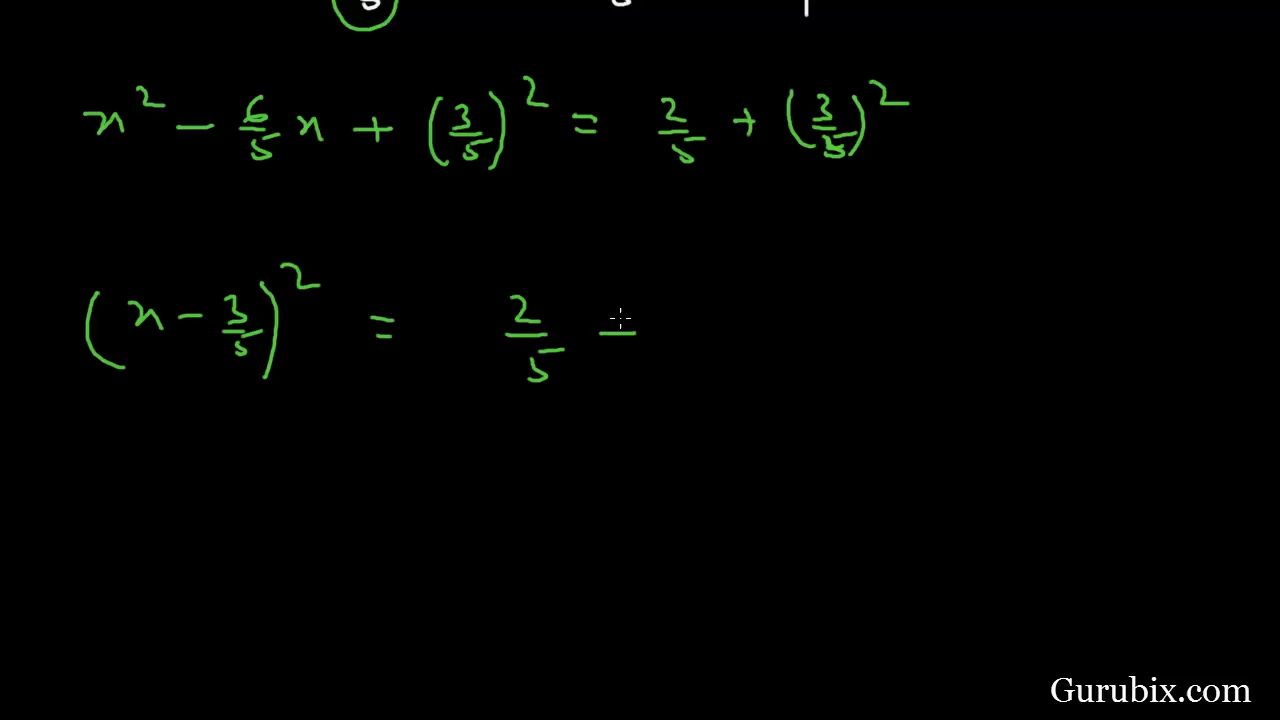 x² - 6/5 x + (3/5)² = 2/5 + (3/5)²
(x - 3/5)² = 2/5 -
Gurubix.com